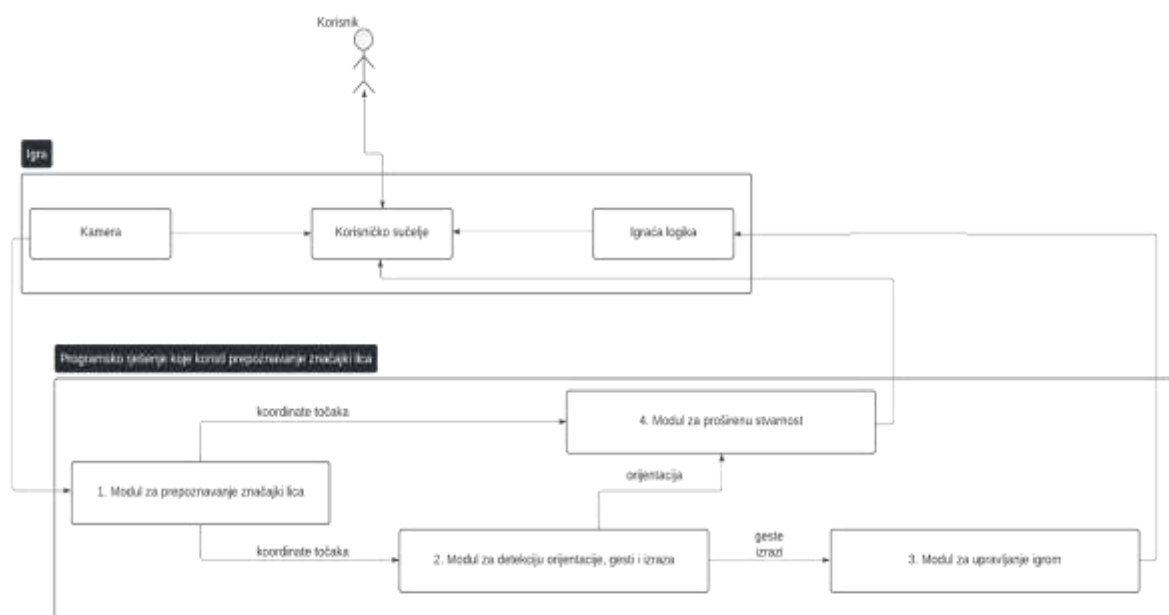 Korisnik
Igra
Kamera
Korisničko sučelje
Igraća logika
Programsko rješenje koje koristi prepoznavanje značajki lica
koordinate točaka
4. Modul za proširenu stvarnost
orijentacija
1. Modul za prepoznavanje značajki lica
koordinate točaka
2. Modul za detekciju orijentacije, gesti i izraza
geste
izrazi
3. Modul za upravljanje igrom